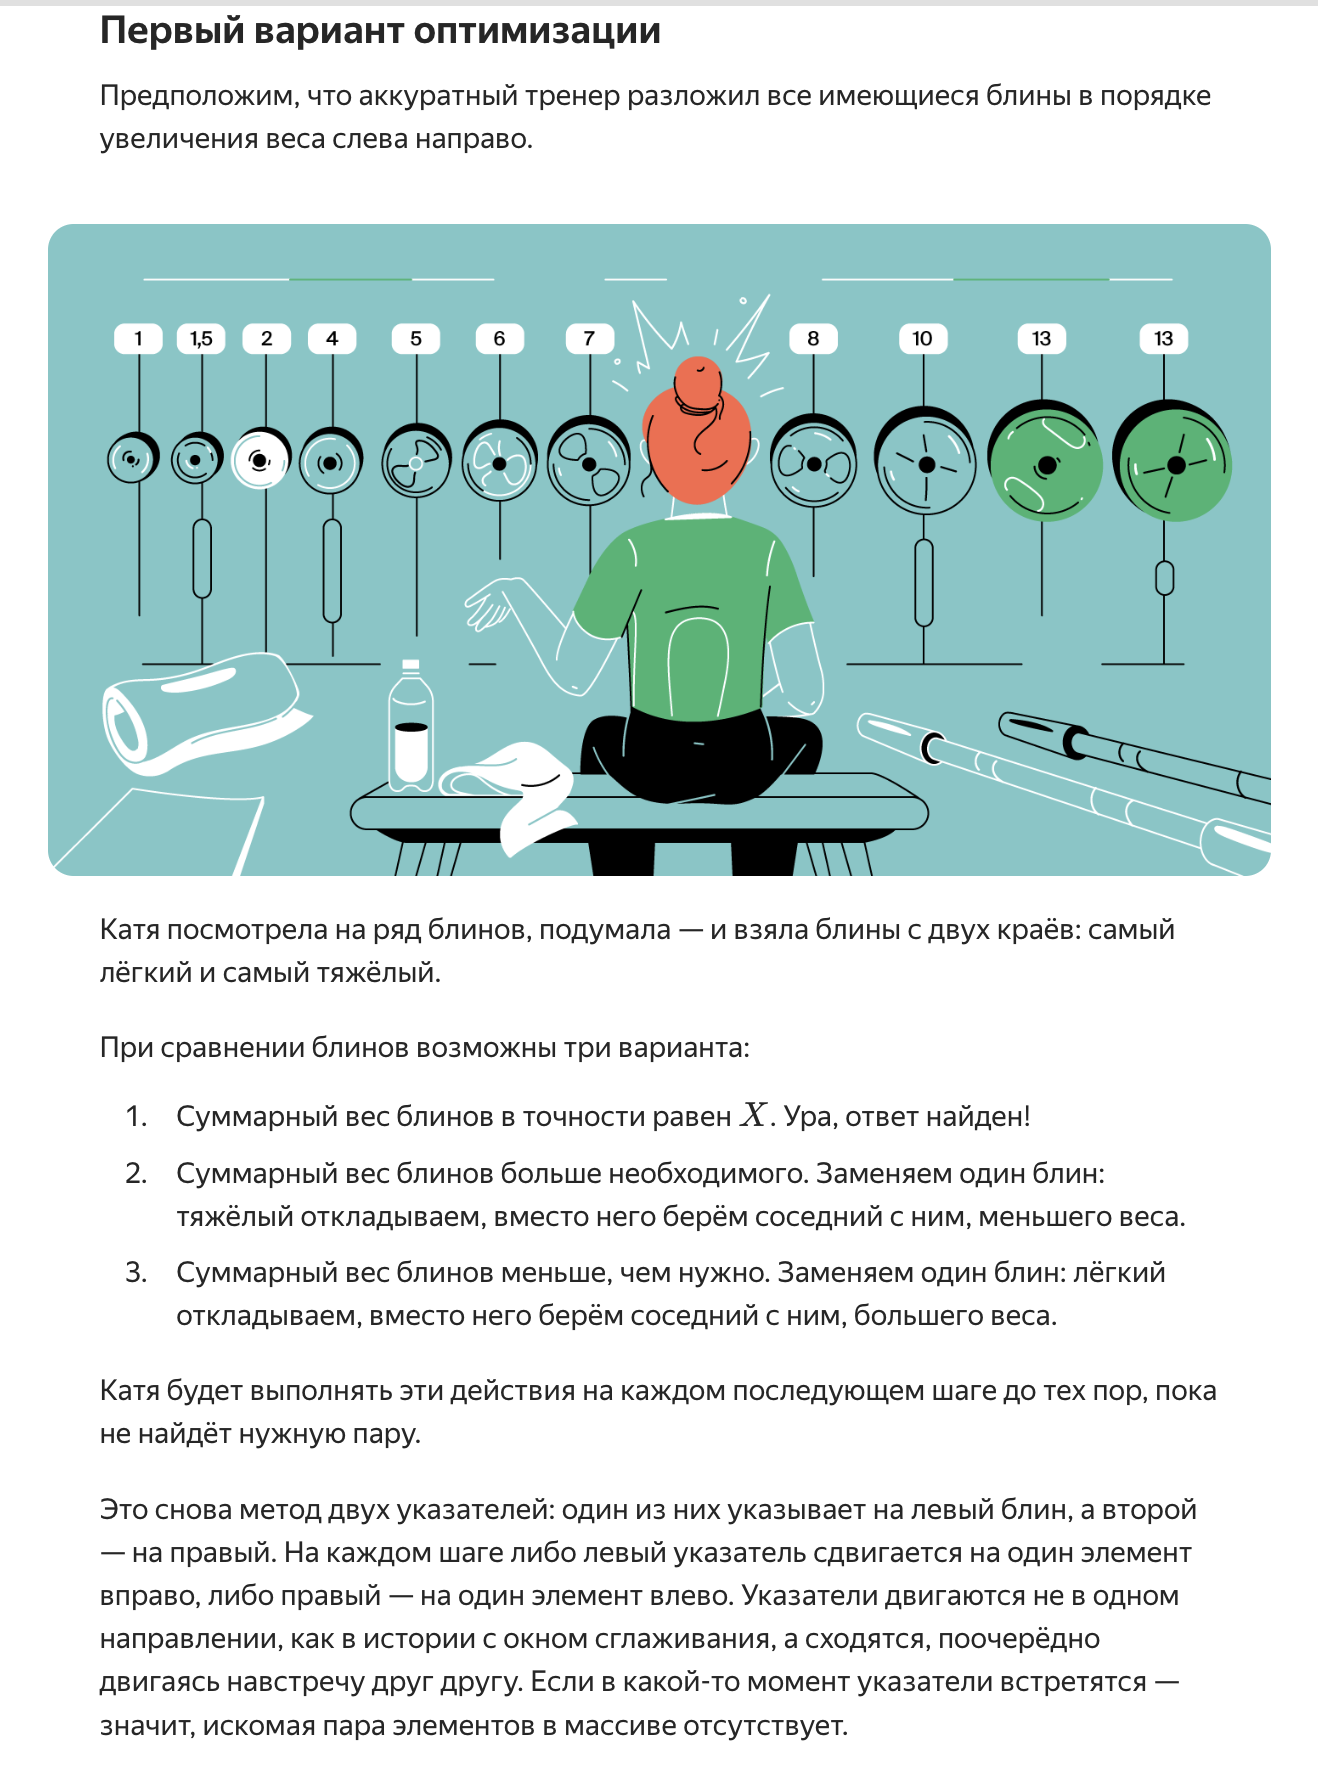 Первый вариант оптимизации
Предположим, что аккуратный тренер разложил все имеющиеся блины в порядке
увеличения веса слева направо.
1 1,5 2 4 5 6 7 8 10 13 13
Катя посмотрела на ряд блинов, подумала — и взяла блины с двух краёв: самый
лёгкий и самый тяжёлый.
При сравнении блинов возможны три варианта:
1. Суммарный вес блинов в точности равен X. Ура, ответ найден!
2. Суммарный вес блинов больше необходимого. Заменяем один блин:
тяжёлый откладываем, вместо него берём соседний с ним, меньшего веса.
3. Суммарный вес блинов меньше, чем нужно. Заменяем один блин: лёгкий
откладываем, вместо него берём соседний с ним, большего веса.
Катя будет выполнять эти действия на каждом последующем шаге до тех пор, пока
не найдёт нужную пару.
Это снова метод двух указателей: один из них указывает на левый блин, а второй
— на правый. На каждом шаге либо левый указатель сдвигается на один элемент
вправо, либо правый — на один элемент влево. Указатели двигаются не в одном
направлении, как в истории с окном сглаживания, а сходятся, поочерёдно
двигаясь навстречу друг другу. Если в какой-то момент указатели встретятся —
значит, искомая пара элементов в массиве отсутствует.